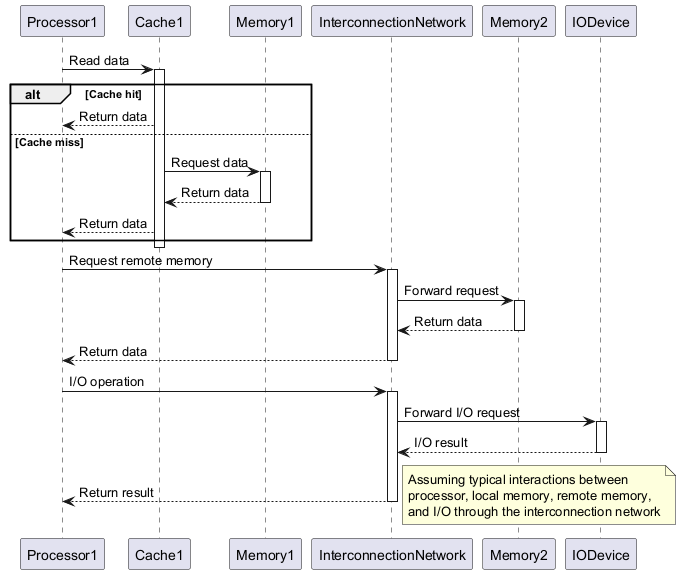 Processor1 Cache1 Memory1 InterconnectionNetwork Memory2 IODevice
Read data
alt [Cache hit]
Return data
[Cache miss]
Request data
Return data
Return data
Request remote memory
Forward request
Return data
Return data
I/O operation
Forward I/O request
I/O result
Return result
Assuming typical interactions between
processor, local memory, remote memory,
and I/O through the interconnection network
Processor1 Cache1 Memory1 InterconnectionNetwork Memory2 IODevice